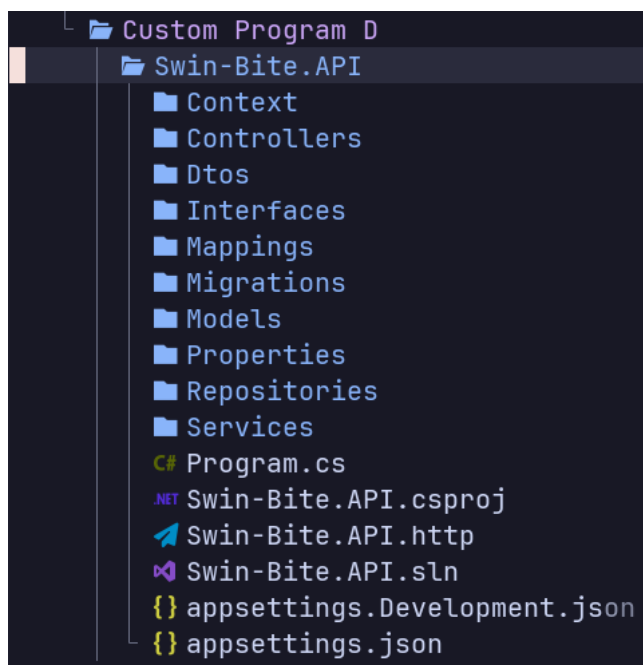 Custom Program D
Swin-Bite.API
Context
Controllers
Dtos
Interfaces
Mappings
Migrations
Models
Properties
Repositories
Services
C# Program.cs
.NET Swin-Bite.API.csproj
Swin-Bite.API.http
Swin-Bite.API.sln
{} appsettings.Development.json
{} appsettings.json